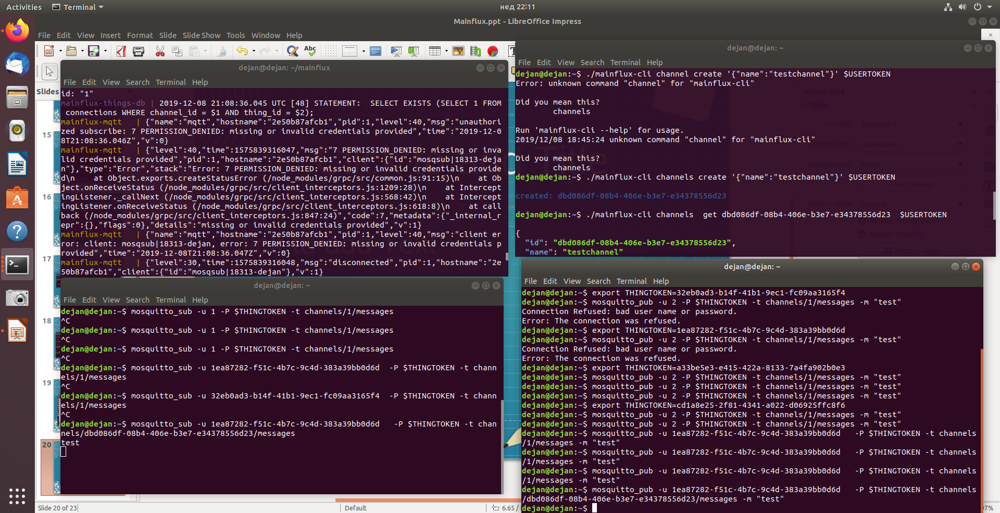 Activities
Terminal
нед 22:11
Mainflux.ppt - LibreOffice Impress
File Edit View Insert Format Slide Slide Show Tools Window Help
Slides
15
16
17
18
19
20
dejan@dejan: ~/mainflux
File Edit View Search Terminal Help
id: "1"
mainflux-things-db | 2019-12-08 21:08:36.045 UTC [48] STATEMENT:  SELECT EXISTS (SELECT 1 FROM
 connections WHERE channel_id = $1 AND thing_id = $2);
mainflux-mqtt   | {"name":"mqtt","hostname":"2e50b87afcb1","pid":1,"level":40,"msg":"unauthori
zed subscribe: 7 PERMISSION_DENIED: missing or invalid credentials provided","time":"2019-12-0
8T21:08:36.046Z","v":0}
mainflux-mqtt   | {"level":40,"time":1575839316047,"msg":"7 PERMISSION_DENIED: missing or inva
lid credentials provided","pid":1,"hostname":"2e50b87afcb1","client":{"id":"mosqsub|18313-deja
n"},"type":"Error","stack":"Error: 7 PERMISSION_DENIED: missing or invalid credentials provide
d\n    at Object.exports.createStatusError (/node_modules/grpc/src/common.js:91:15)\n    at Ob
ject.onReceiveStatus (/node_modules/grpc/src/client_interceptors.js:1209:28)\n    at Intercept
ingListener._callNext (/node_modules/grpc/src/client_interceptors.js:568:42)\n    at Intercept
ingListener.onReceiveStatus (/node_modules/grpc/src/client_interceptors.js:618:8)\n    at call
back (/node_modules/grpc/src/client_interceptors.js:847:24)","code":7,"metadata":{"_internal_r
epr":{},"flags":0},"details":"missing or invalid credentials provided","v":1}
mainflux-mqtt   | {"name":"mqtt","hostname":"2e50b87afcb1","pid":1,"level":40,"msg":"client er
ror: client: mosqsub|18313-dejan, error: 7 PERMISSION_DENIED: missing or invalid credentials p
rovided","time":"2019-12-08T21:08:36.047Z","v":0}
mainflux-mqtt   | {"level":30,"time":1575839316048,"msg":"disconnected","pid":1,"hostname":"2e
50b87afcb1","client":{"id":"mosqsub|18313-dejan"},"v":1}
dejan@dejan: ~
File Edit View Search Terminal Help
dejan@dejan:~$ mosquitto_sub -u 1 -P $THINGTOKEN -t channels/1/messages
^C
dejan@dejan:~$ mosquitto_sub -u 1 -P $THINGTOKEN -t channels/1/messages
^C
dejan@dejan:~$ mosquitto_sub -u 1 -P $THINGTOKEN -t channels/1/messages
^C
dejan@dejan:~$ mosquitto_sub -u 1ea87282-f51c-4b7c-9c4d-383a39bb0d6d  -P $THINGTOKEN -t chann
els/1/messages
^C
dejan@dejan:~$ mosquitto_sub -u 32eb0ad3-b14f-41b1-9ec1-fc09aa3165f4  -P $THINGTOKEN -t chann
els/1/messages
^C
dejan@dejan:~$ mosquitto_sub -u 1ea87282-f51c-4b7c-9c4d-383a39bb0d6d   -P $THINGTOKEN -t chan
nels/dbd086df-08b4-406e-b3e7-e34378556d23/messages
test
dejan@dejan: ~
File Edit View Search Terminal Help
dejan@dejan:~$ ./mainflux-cli channel create '{"name":"testchannel"}' $USERTOKEN
Error: unknown command "channel" for "mainflux-cli"
Did you mean this?
        channels
Run 'mainflux-cli --help' for usage.
2019/12/08 18:45:24 unknown command "channel" for "mainflux-cli"
Did you mean this?
        channels
dejan@dejan:~$ ./mainflux-cli channels create '{"name":"testchannel"}' $USERTOKEN
created: dbd086df-08b4-406e-b3e7-e34378556d23
dejan@dejan:~$ ./mainflux-cli channels  get dbd086df-08b4-406e-b3e7-e34378556d23  $USERTOKEN
{
  "id": "dbd086df-08b4-406e-b3e7-e34378556d23",
  "name": "testchannel"
Properties
Slide
Format: Screen 4:3
Orientation: Landscape
Background: None
Insert Image
Master Slide: Default
Master Background
Master Objects
Master View
dejan@dejan: ~
File Edit View Search Terminal Help
dejan@dejan:~$ export THINGTOKEN=32eb0ad3-b14f-41b1-9ec1-fc09aa3165f4
dejan@dejan:~$ mosquitto_pub -u 2 -P $THINGTOKEN -t channels/1/messages -m "test"
Connection Refused: bad user name or password.
Error: The connection was refused.
dejan@dejan:~$ export THINGTOKEN=1ea87282-f51c-4b7c-9c4d-383a39bb0d6d
dejan@dejan:~$ mosquitto_pub -u 2 -P $THINGTOKEN -t channels/1/messages -m "test"
Connection Refused: bad user name or password.
Error: The connection was refused.
dejan@dejan:~$ export THINGTOKEN=a33be5e3-e415-422a-8133-7a4fa902b0e3
dejan@dejan:~$ mosquitto_pub -u 2 -P $THINGTOKEN -t channels/1/messages -m "test"
dejan@dejan:~$ mosquitto_pub -u 2 -P $THINGTOKEN -t channels/1/messages -m "test"
dejan@dejan:~$ mosquitto_pub -u 2 -P $THINGTOKEN -t channels/1/messages -m "test"
dejan@dejan:~$ export THINGTOKEN=cd1a8e25-2f81-4341-a022-d06925ffc8f6
dejan@dejan:~$ mosquitto_pub -u 2 -P $THINGTOKEN -t channels/1/messages -m "test"
dejan@dejan:~$ mosquitto_pub -u 2 -P $THINGTOKEN -t channels/1/messages -m "test"
dejan@dejan:~$ mosquitto_pub -u 1ea87282-f51c-4b7c-9c4d-383a39bb0d6d   -P $THINGTOKEN -t channels
/1/messages -m "test"
dejan@dejan:~$ mosquitto_pub -u 1ea87282-f51c-4b7c-9c4d-383a39bb0d6d   -P $THINGTOKEN -t channels
/1/messages -m "test"
dejan@dejan:~$ mosquitto_pub -u 1ea87282-f51c-4b7c-9c4d-383a39bb0d6d   -P $THINGTOKEN -t channels
/1/messages -m "test"
dejan@dejan:~$ mosquitto_pub -u 1ea87282-f51c-4b7c-9c4d-383a39bb0d6d   -P $THINGTOKEN -t channels
/dbd086df-08b4-406e-b3e7-e34378556d23/messages -m "test"
dejan@dejan:~$
Slide 20 of 23
Default
6.65 /
7%